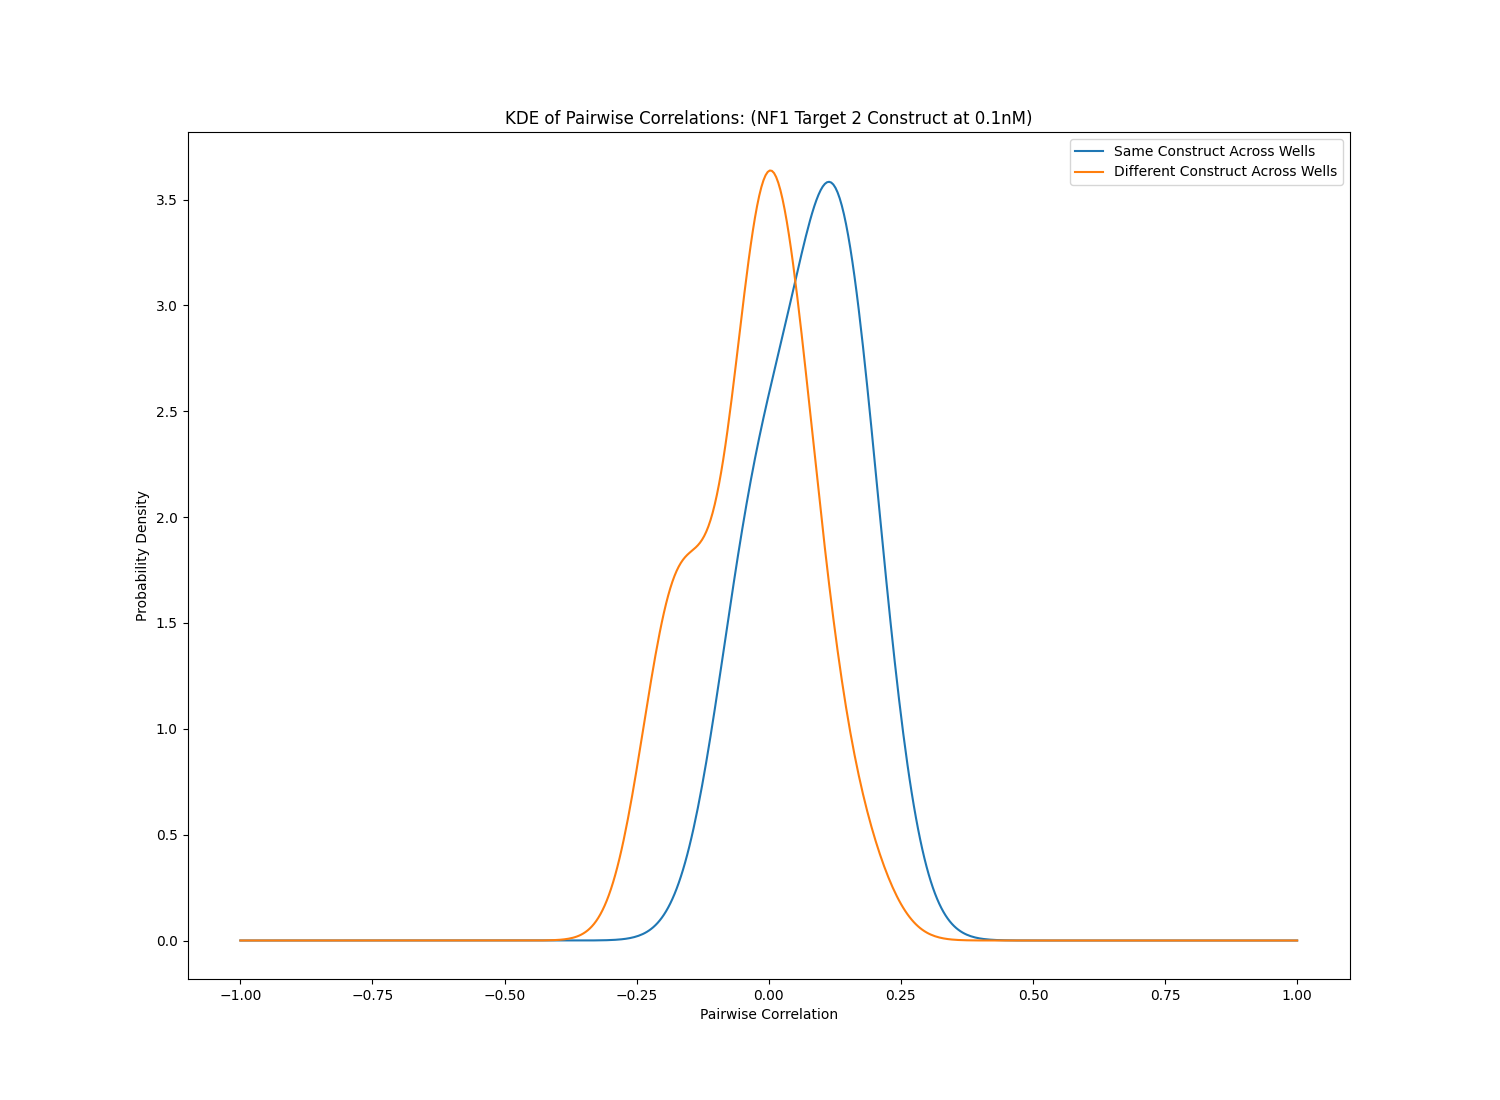 KDE of Pairwise Correlations: (NF1 Target 2 Construct at 0.1nM)
Same Construct Across Wells
Different Construct Across Wells
3.5
3.0
2.5
2.0
1.5
1.0
0.5
0.0
Probability Density
−1.00 −0.75 −0.50 −0.25 0.00 0.25 0.50 0.75 1.00
Pairwise Correlation